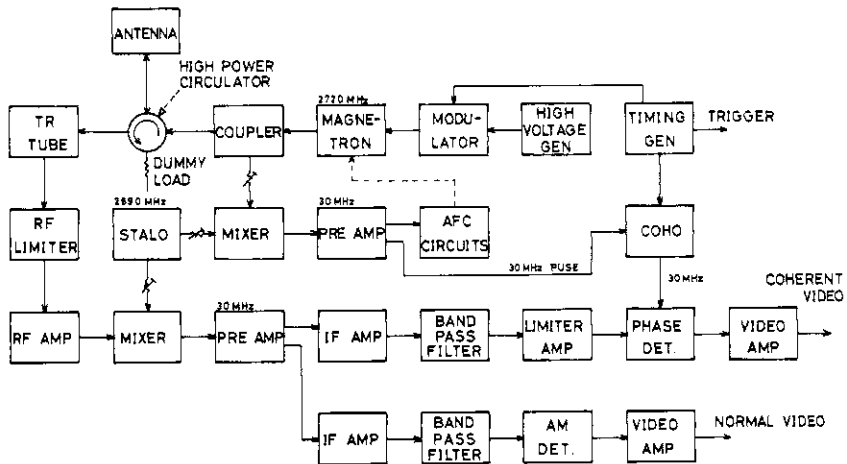 ANTENNA
HIGH POWER
CIRCULATOR
TR
TUBE
COUPLER
2720 MHz
MAGNE-
TRON
MODU-
LATOR
HIGH
VOLTAGE
GEN
TIMING
GEN
TRIGGER
DUMMY
LOAD
2690 MHz
RF
LIMITER
STALO
MIXER
30 MHz
PRE AMP
AFC
CIRCUITS
COHO
30 MHz PUSE
30 MHz
COHERENT
VIDEO
RF AMP
MIXER
30 MHz
PRE AMP
IF AMP
BAND
PASS
FILTER
LIMITER
AMP
PHASE
DET.
VIDEO
AMP
IF AMP
BAND
PASS
FILTER
AM
DET.
VIDEO
AMP
NORMAL VIDEO